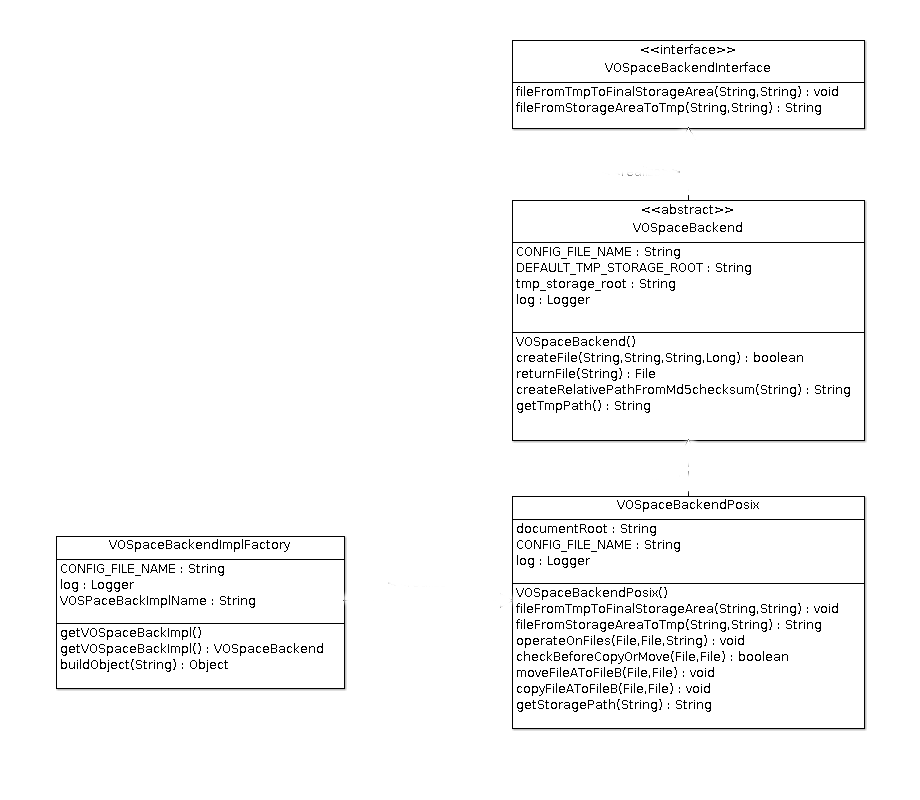 <<interface>>
VOSpaceBackendInterface
fileFromTmpToFinalStorageArea(String,String) : void
fileFromStorageAreaToTmp(String,String) : String
<<abstract>>
VOSpaceBackend
CONFIG_FILE_NAME : String
DEFAULT_TMP_STORAGE_ROOT : String
tmp_storage_root : String
log : Logger
VOSpaceBackend()
createFile(String,String,String,Long) : boolean
returnFile(String) : File
createRelativePathFromMd5checksum(String) : String
getTmpPath() : String
VOSpaceBackendPosix
documentRoot : String
CONFIG_FILE_NAME : String
log : Logger
VOSpaceBackendPosix()
fileFromTmpToFinalStorageArea(String,String) : void
fileFromStorageAreaToTmp(String,String) : String
operateOnFiles(File,File,String) : void
checkBeforeCopyOrMove(File,File) : boolean
moveFileAToFileB(File,File) : void
copyFileAToFileB(File,File) : void
getStoragePath(String) : String
VOSpaceBackendImplFactory
CONFIG_FILE_NAME : String
log : Logger
VOSPaceBackImplName : String
getVOSpaceBackImpl()
getVOSpaceBackImpl() : VOSpaceBackend
buildObject(String) : Object